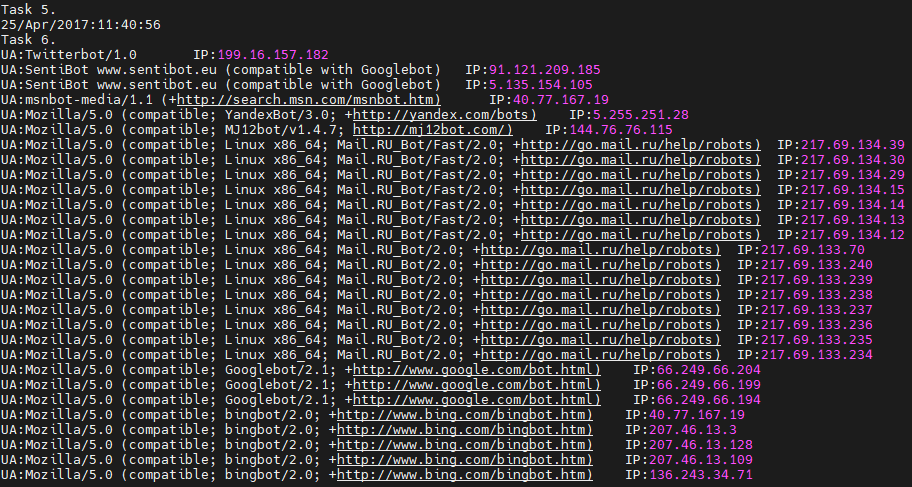 Task 5.
25/Apr/2017:11:40:56
Task 6.
UA:Twitterbot/1.0 IP:199.16.157.182
UA:SentiBot www.sentibot.eu (compatible with Googlebot) IP:91.121.209.185
UA:SentiBot www.sentibot.eu (compatible with Googlebot) IP:5.135.154.105
UA:msnbot-media/1.1 (+http://search.msn.com/msnbot.htm) IP:40.77.167.19
UA:Mozilla/5.0 (compatible; YandexBot/3.0; +http://yandex.com/bots) IP:5.255.251.28
UA:Mozilla/5.0 (compatible; MJ12bot/v1.4.7; http://mj12bot.com/) IP:144.76.76.115
UA:Mozilla/5.0 (compatible; Linux x86_64; Mail.RU_Bot/Fast/2.0; +http://go.mail.ru/help/robots) IP:217.69.134.39
UA:Mozilla/5.0 (compatible; Linux x86_64; Mail.RU_Bot/Fast/2.0; +http://go.mail.ru/help/robots) IP:217.69.134.30
UA:Mozilla/5.0 (compatible; Linux x86_64; Mail.RU_Bot/Fast/2.0; +http://go.mail.ru/help/robots) IP:217.69.134.29
UA:Mozilla/5.0 (compatible; Linux x86_64; Mail.RU_Bot/Fast/2.0; +http://go.mail.ru/help/robots) IP:217.69.134.15
UA:Mozilla/5.0 (compatible; Linux x86_64; Mail.RU_Bot/Fast/2.0; +http://go.mail.ru/help/robots) IP:217.69.134.14
UA:Mozilla/5.0 (compatible; Linux x86_64; Mail.RU_Bot/Fast/2.0; +http://go.mail.ru/help/robots) IP:217.69.134.13
UA:Mozilla/5.0 (compatible; Linux x86_64; Mail.RU_Bot/Fast/2.0; +http://go.mail.ru/help/robots) IP:217.69.134.12
UA:Mozilla/5.0 (compatible; Linux x86_64; Mail.RU_Bot/2.0; +http://go.mail.ru/help/robots) IP:217.69.133.70
UA:Mozilla/5.0 (compatible; Linux x86_64; Mail.RU_Bot/2.0; +http://go.mail.ru/help/robots) IP:217.69.133.240
UA:Mozilla/5.0 (compatible; Linux x86_64; Mail.RU_Bot/2.0; +http://go.mail.ru/help/robots) IP:217.69.133.239
UA:Mozilla/5.0 (compatible; Linux x86_64; Mail.RU_Bot/2.0; +http://go.mail.ru/help/robots) IP:217.69.133.238
UA:Mozilla/5.0 (compatible; Linux x86_64; Mail.RU_Bot/2.0; +http://go.mail.ru/help/robots) IP:217.69.133.237
UA:Mozilla/5.0 (compatible; Linux x86_64; Mail.RU_Bot/2.0; +http://go.mail.ru/help/robots) IP:217.69.133.236
UA:Mozilla/5.0 (compatible; Linux x86_64; Mail.RU_Bot/2.0; +http://go.mail.ru/help/robots) IP:217.69.133.235
UA:Mozilla/5.0 (compatible; Linux x86_64; Mail.RU_Bot/2.0; +http://go.mail.ru/help/robots) IP:217.69.133.234
UA:Mozilla/5.0 (compatible; Googlebot/2.1; +http://www.google.com/bot.html) IP:66.249.66.204
UA:Mozilla/5.0 (compatible; Googlebot/2.1; +http://www.google.com/bot.html) IP:66.249.66.199
UA:Mozilla/5.0 (compatible; Googlebot/2.1; +http://www.google.com/bot.html) IP:66.249.66.194
UA:Mozilla/5.0 (compatible; bingbot/2.0; +http://www.bing.com/bingbot.htm) IP:40.77.167.19
UA:Mozilla/5.0 (compatible; bingbot/2.0; +http://www.bing.com/bingbot.htm) IP:207.46.13.3
UA:Mozilla/5.0 (compatible; bingbot/2.0; +http://www.bing.com/bingbot.htm) IP:207.46.13.128
UA:Mozilla/5.0 (compatible; bingbot/2.0; +http://www.bing.com/bingbot.htm) IP:207.46.13.109
UA:Mozilla/5.0 (compatible; bingbot/2.0; +http://www.bing.com/bingbot.htm) IP:136.243.34.71